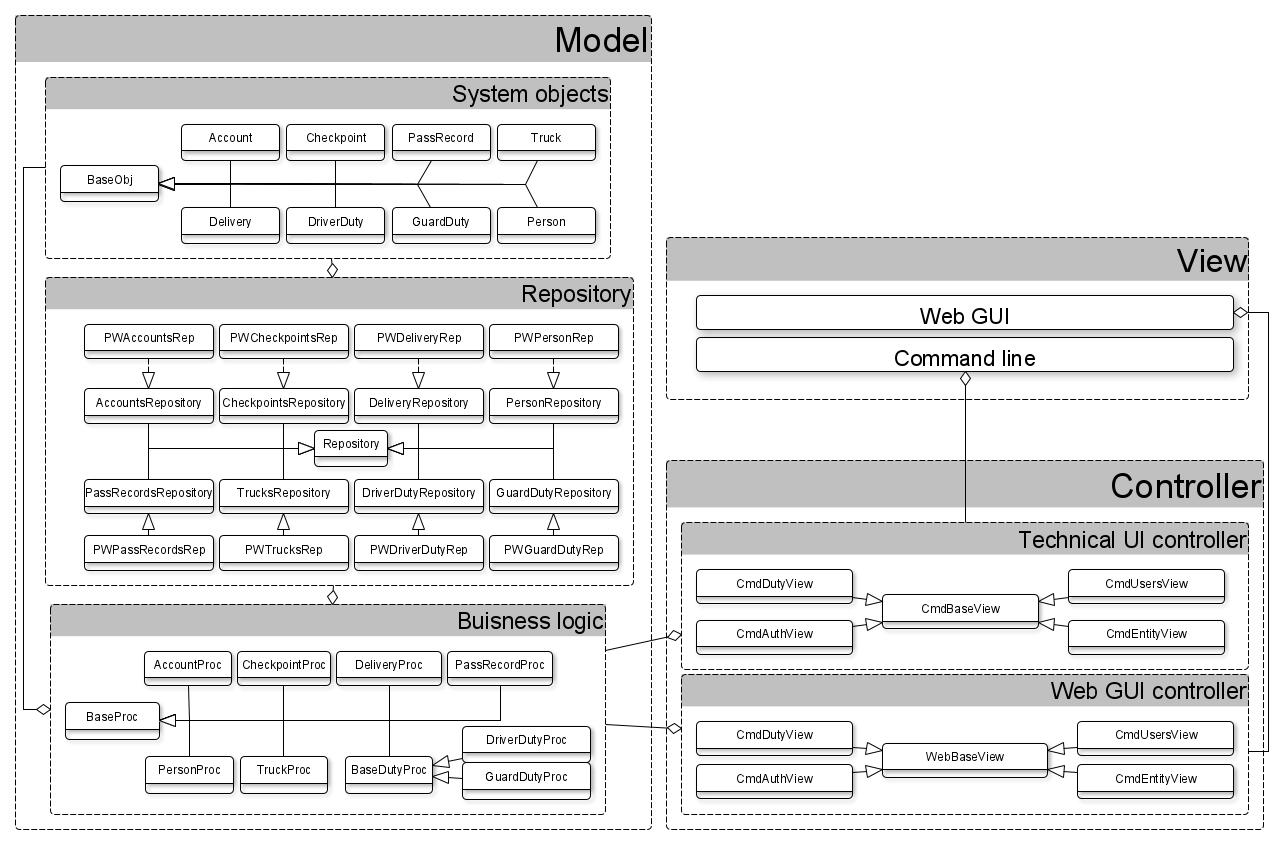 Model
System objects
Account
Checkpoint
PassRecord
Truck
BaseObj
Delivery
DriverDuty
GuardDuty
Person
Repository
PWAccountsRep
PWCheckpointsRep
PWDeliveryRep
PWPersonRep
AccountsRepository
CheckpointsRepository
DeliveryRepository
PersonRepository
Repository
PassRecordsRepository
TrucksRepository
DriverDutyRepository
GuardDutyRepository
PWPassRecordsRep
PWTrucksRep
PWDriverDutyRep
PWGuardDutyRep
Buisness logic
AccountProc
CheckpointProc
DeliveryProc
PassRecordProc
BaseProc
DriverDutyProc
PersonProc
TruckProc
BaseDutyProc
GuardDutyProc
View
Web GUI
Command line
Controller
Technical UI controller
CmdDutyView
CmdUsersView
CmdBaseView
CmdAuthView
CmdEntityView
Web GUI controller
CmdDutyView
CmdUsersView
WebBaseView
CmdAuthView
CmdEntityView